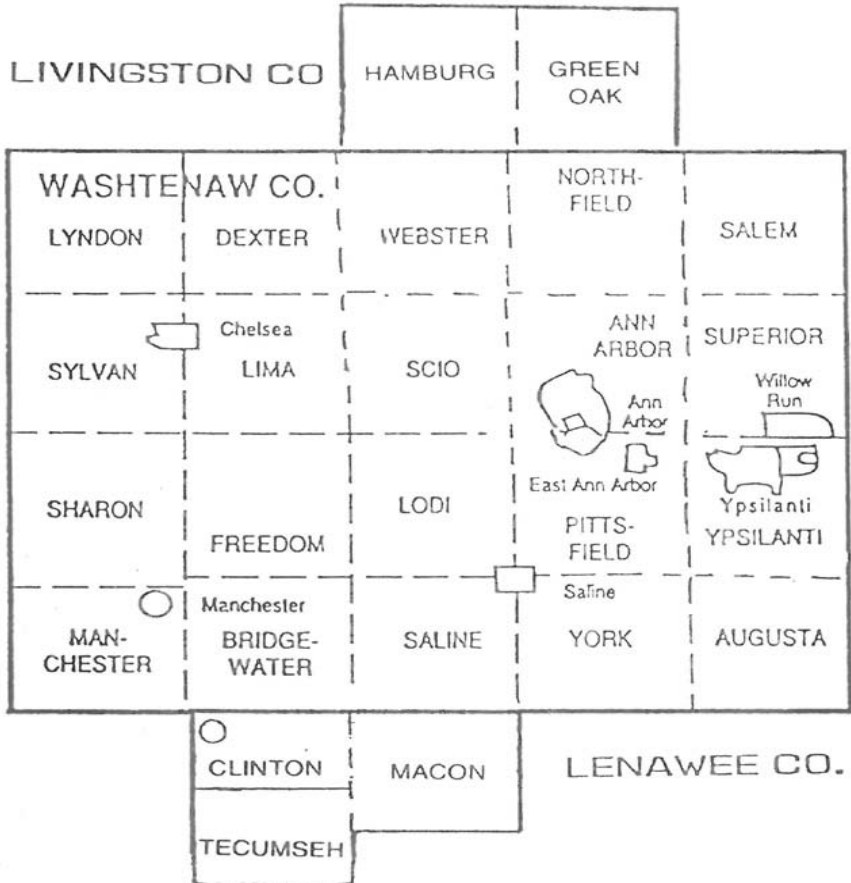 LIVINGSTON CO
HAMBURG
GREEN
OAK
WASHTENAW CO.
LYNDON
DEXTER
WEBSTER
NORTH-
FIELD
SALEM
SYLVAN
Chelsea
LIMA
SCIO
ANN
ARBOR
SUPERIOR
Ann
Arbor
Willow
Run
SHARON
FREEDOM
LODI
East Ann Arbor
PITTS-
FIELD
Ypsilanti
YPSILANTI
MAN-
CHESTER
Manchester
BRIDGE-
WATER
SALINE
Saline
YORK
AUGUSTA
CLINTON
MACON
LENAWEE CO.
TECUMSEH